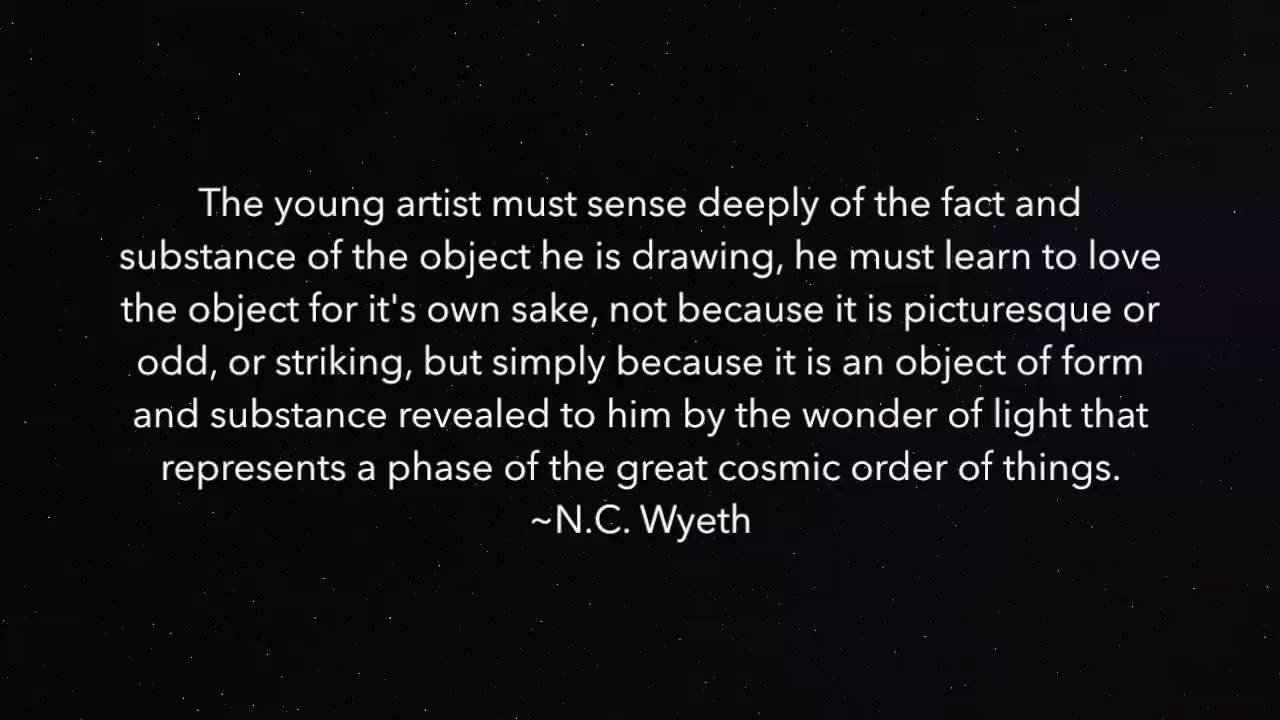 The young artist must sense deeply of the fact and
substance of the object he is drawing, he must learn to love
the object for it's own sake, not because it is picturesque or
odd, or striking, but simply because it is an object of form
and substance revealed to him by the wonder of light that
represents a phase of the great cosmic order of things.
~N.C. Wyeth